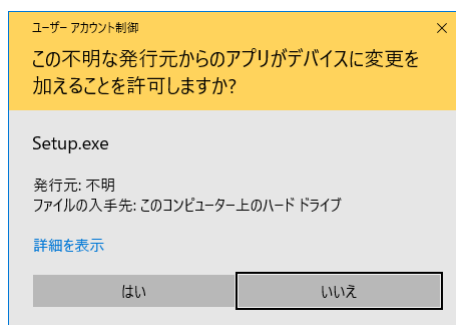 ユーザー アカウント制御
この不明な発行元からのアプリがデバイスに変更を
加えることを許可しますか?
Setup.exe
発行元: 不明
ファイルの入手先: このコンピューター上のハード ドライブ
詳細を表示
はい
いいえ